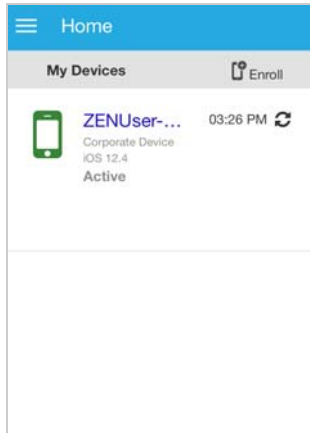 Home
My Devices
Enroll
ZENUser-...
03:26 PM
Corporate Device
iOS 12.4
Active